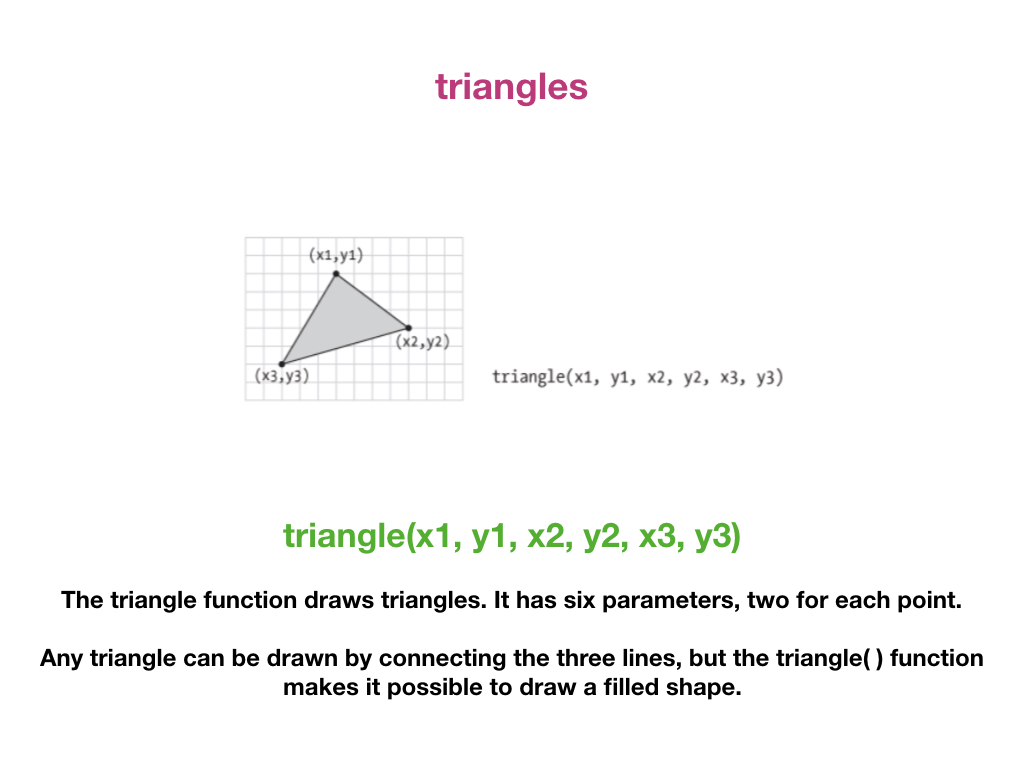 triangles
(x1,y1)
(x2,y2)
(x3,y3)
triangle(x1, y1, x2, y2, x3, y3)
triangle(x1, y1, x2, y2, x3, y3)
The triangle function draws triangles. It has six parameters, two for each point.
Any triangle can be drawn by connecting the three lines, but the triangle( ) function
makes it possible to draw a filled shape.